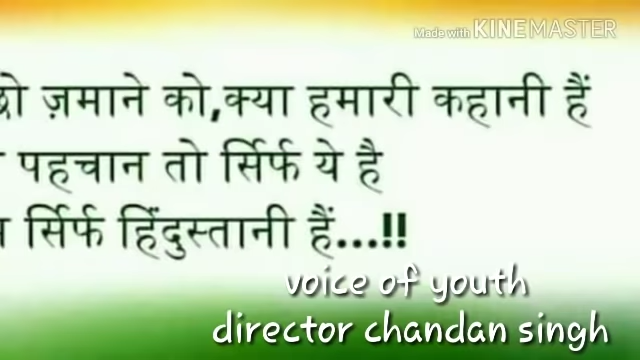 Made with KINEMASTER
ज़माने को,क्या हमारी कहानी हैं
पहचान तो र्सिर्फ ये है
र्सिर्फ हिंदुस्तानी हैं...!!
voice of youth
director chandan singh